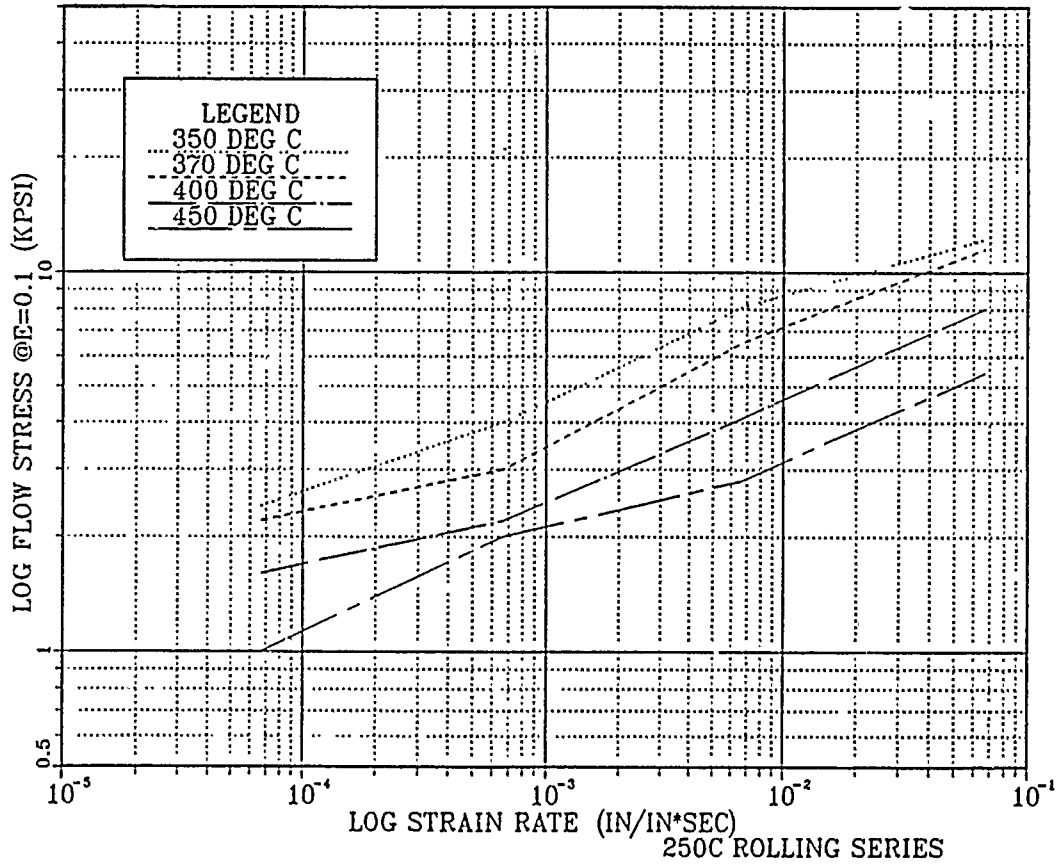 LEGEND
350 DEG C
370 DEG C
400 DEG C
450 DEG C
LOG FLOW STRESS @E=0.1 (KPSI)
10
1
0.5
10⁻⁵
10⁻⁴
10⁻³
10⁻²
10⁻¹
LOG STRAIN RATE (IN/IN*SEC)
250C ROLLING SERIES